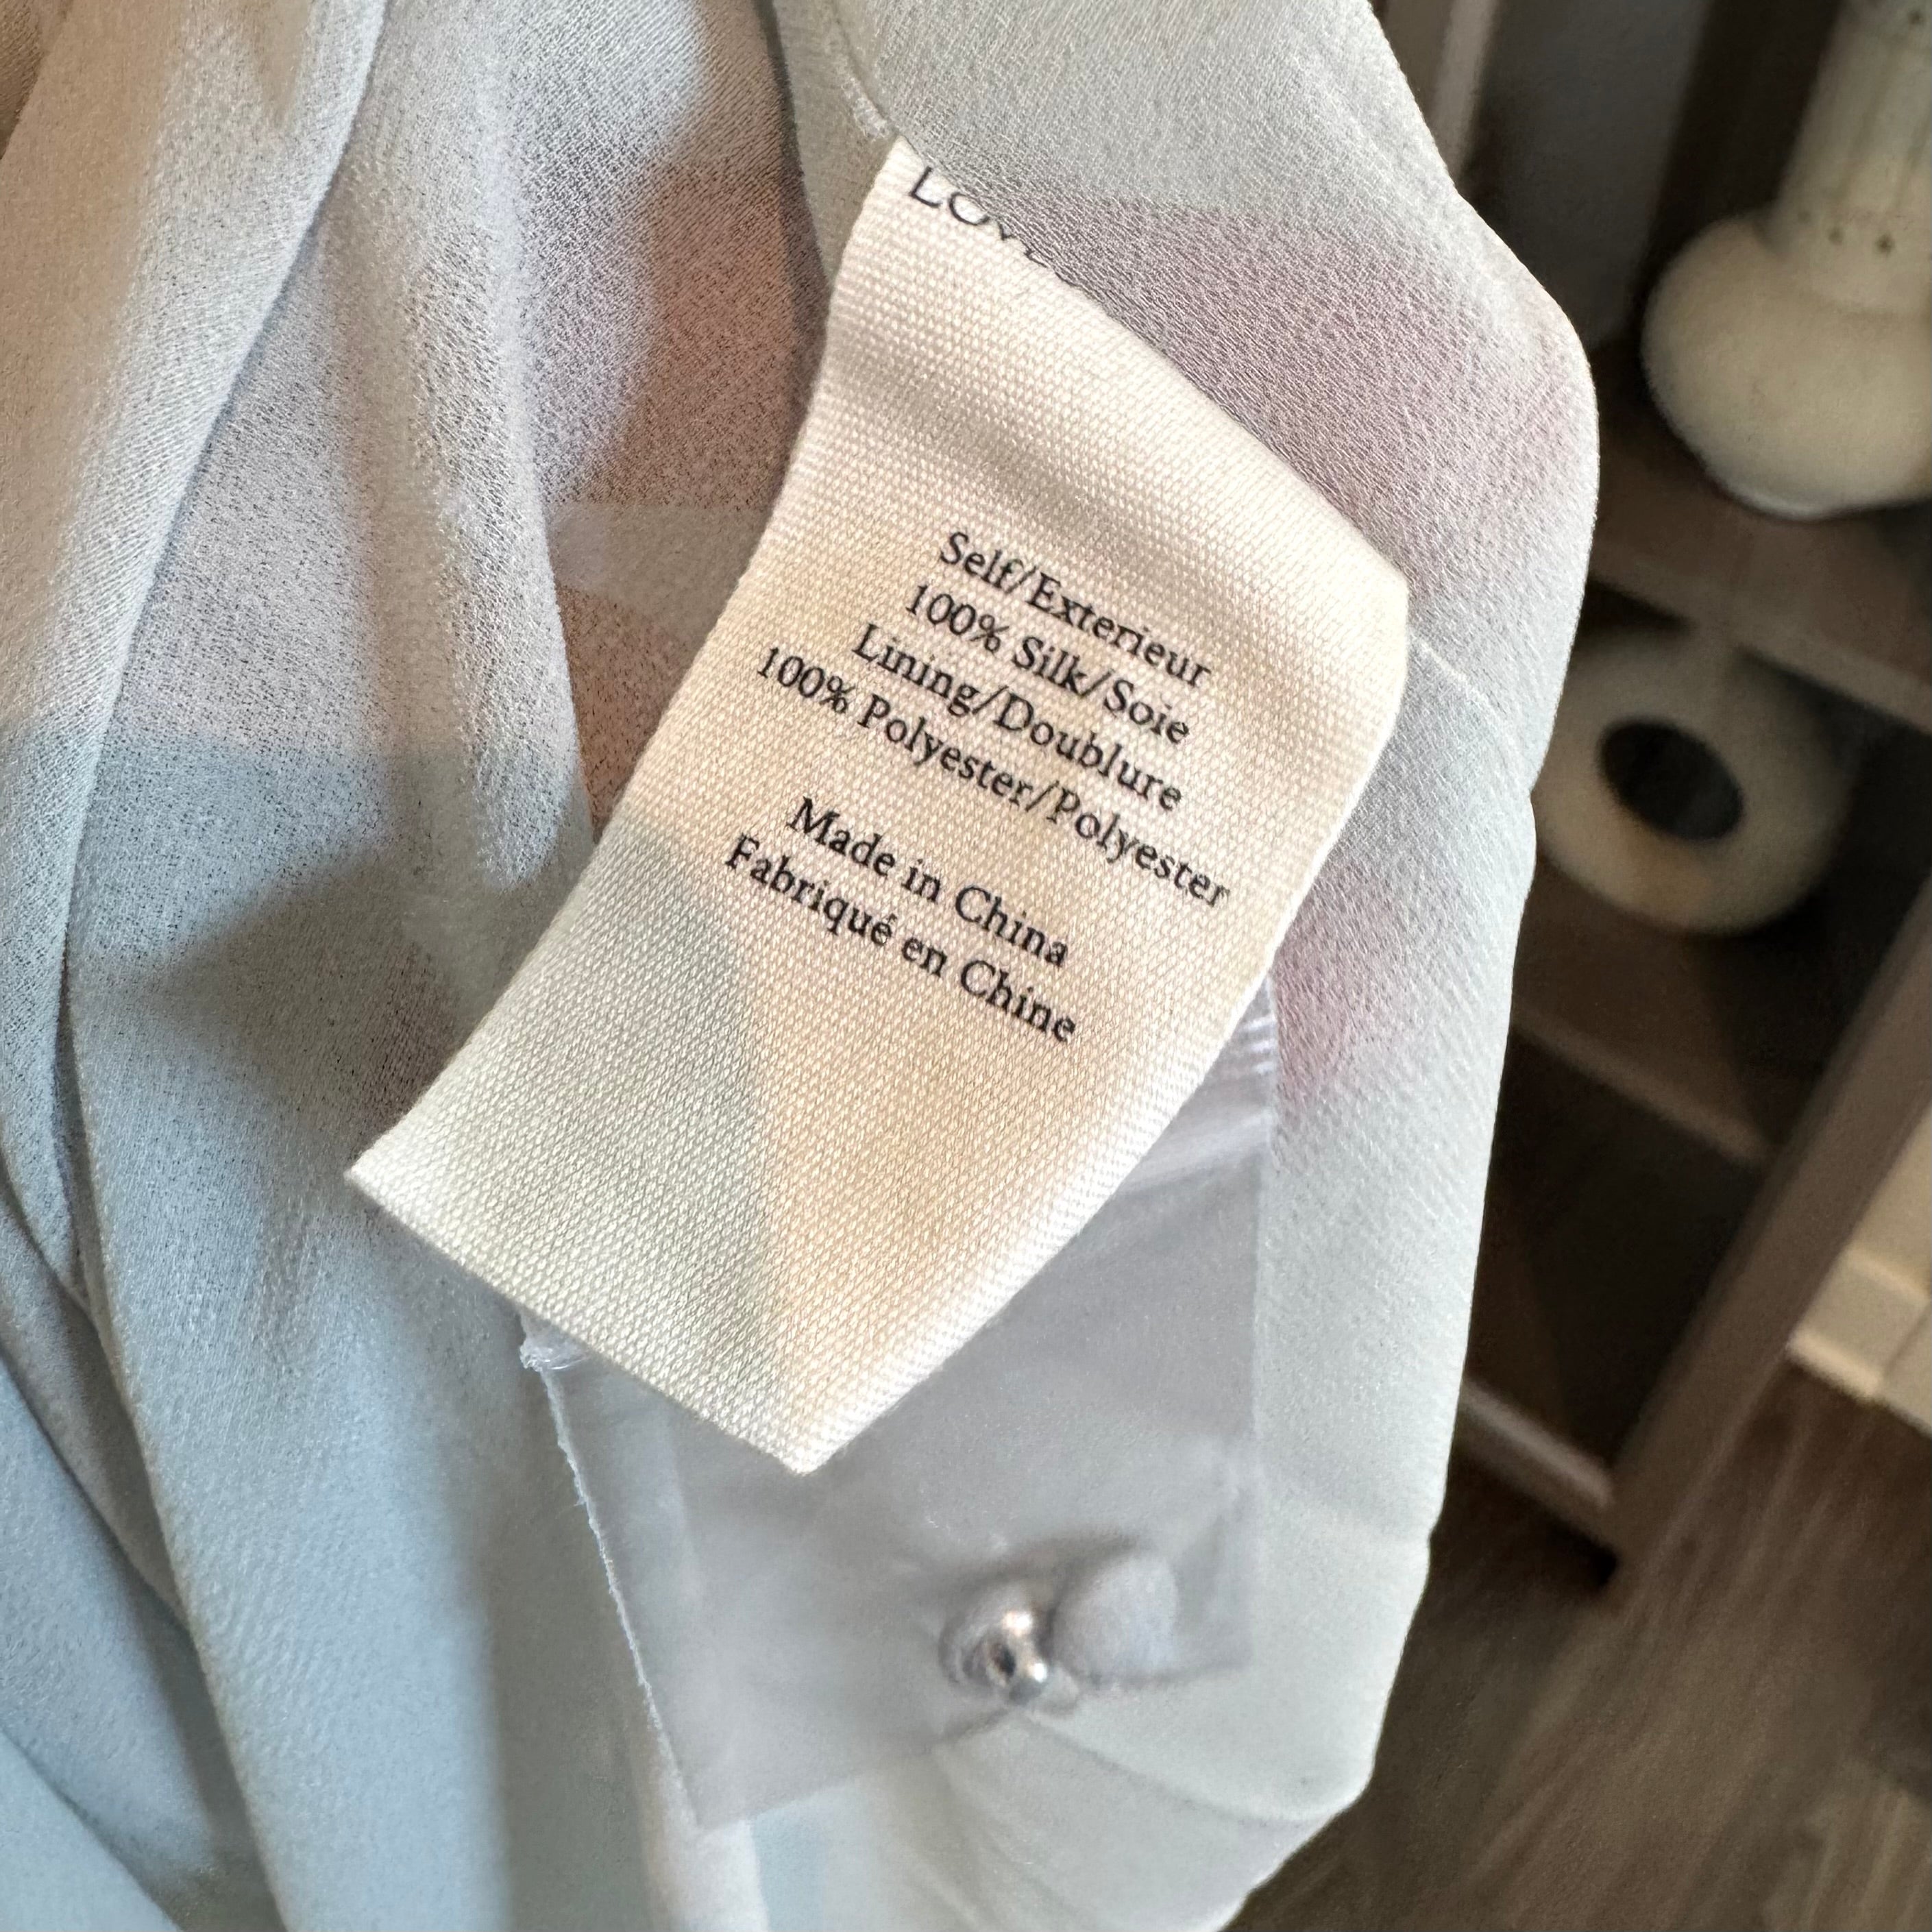 Self/Exterieur
100% Silk/Soie
Lining/Doublure
100% Polyester/Polyester
Made in China
Fabriqué en Chine